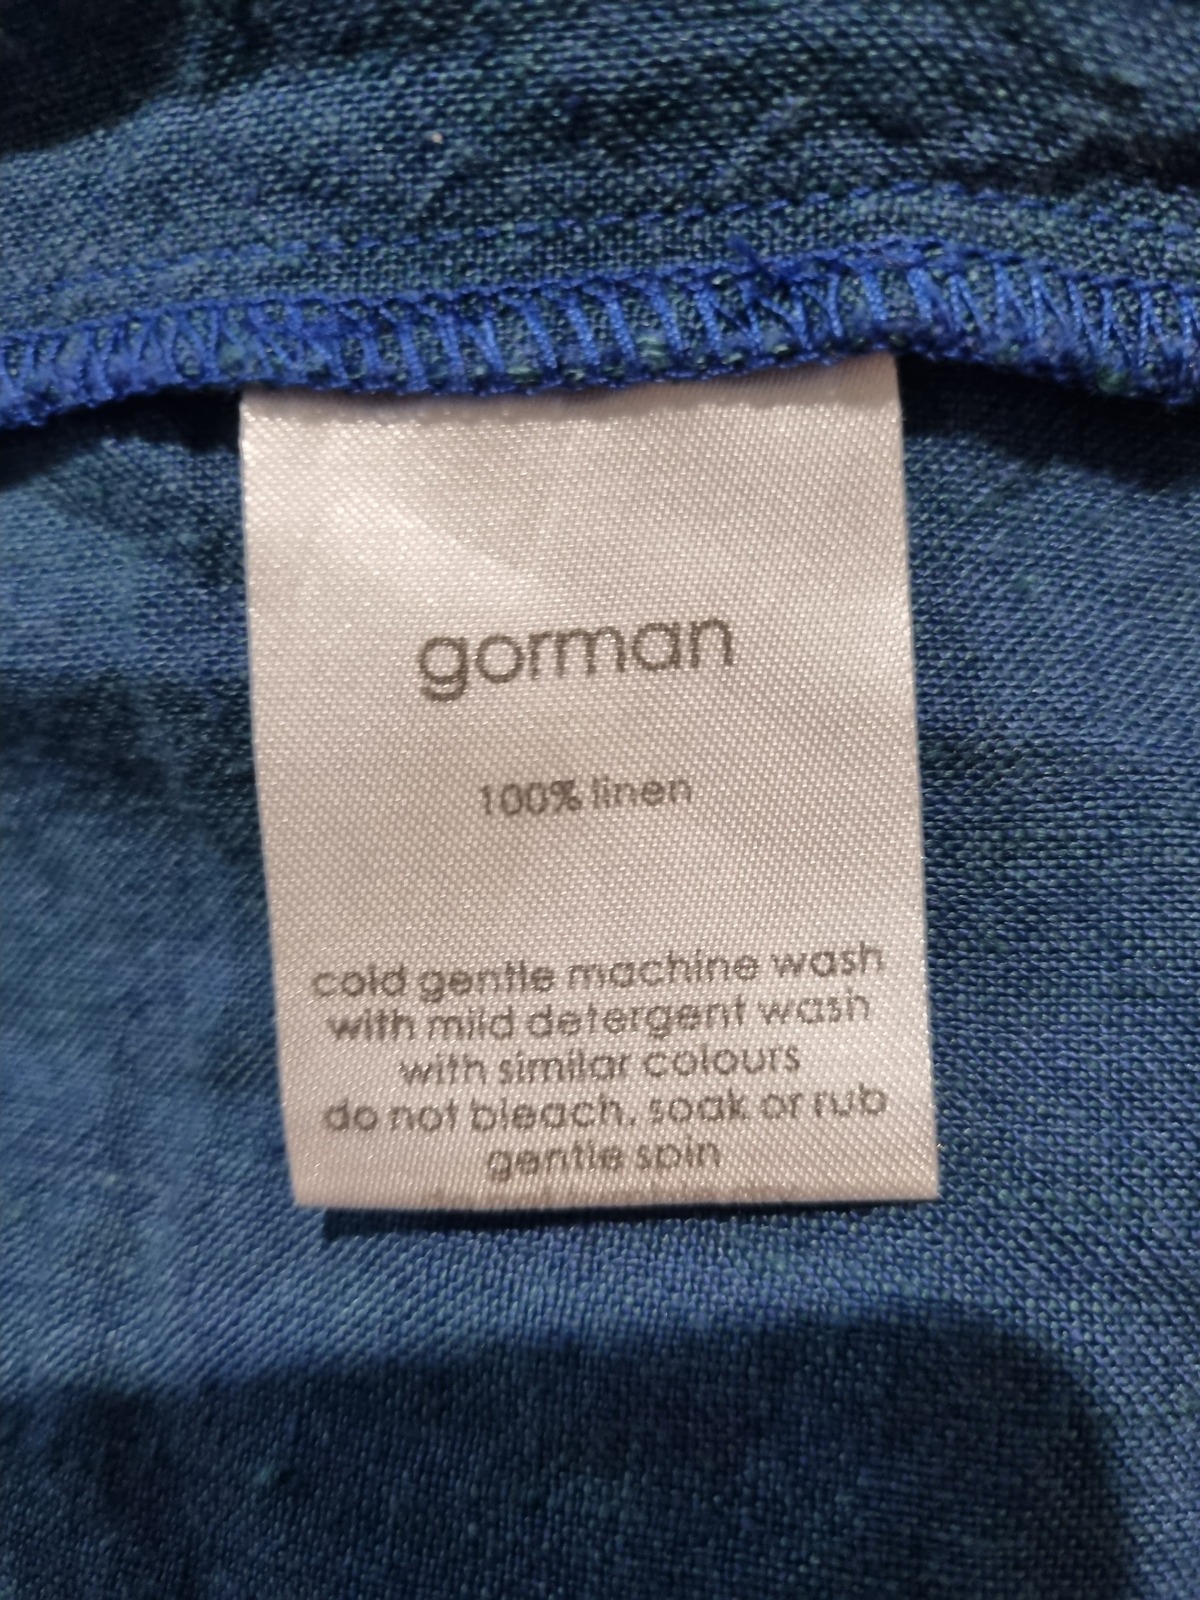 gorman
100% linen
cold gentle machine wash
with mild detergent wash
with similar colours
do not bleach, soak or rub
gentle spin